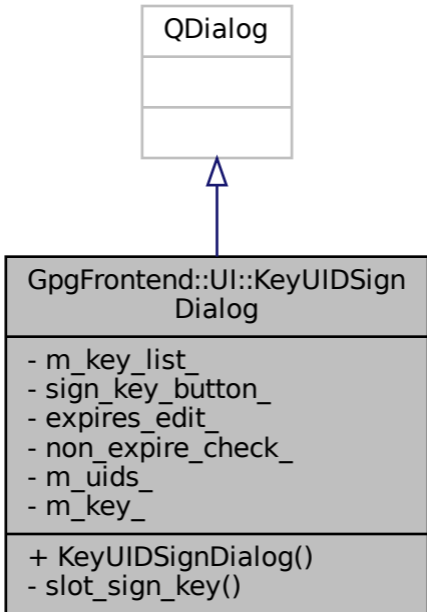 QDialog
GpgFrontend::UI::KeyUIDSign
Dialog
- m_key_list_
- sign_key_button_
- expires_edit_
- non_expire_check_
- m_uids_
- m_key_
+ KeyUIDSignDialog()
- slot_sign_key()